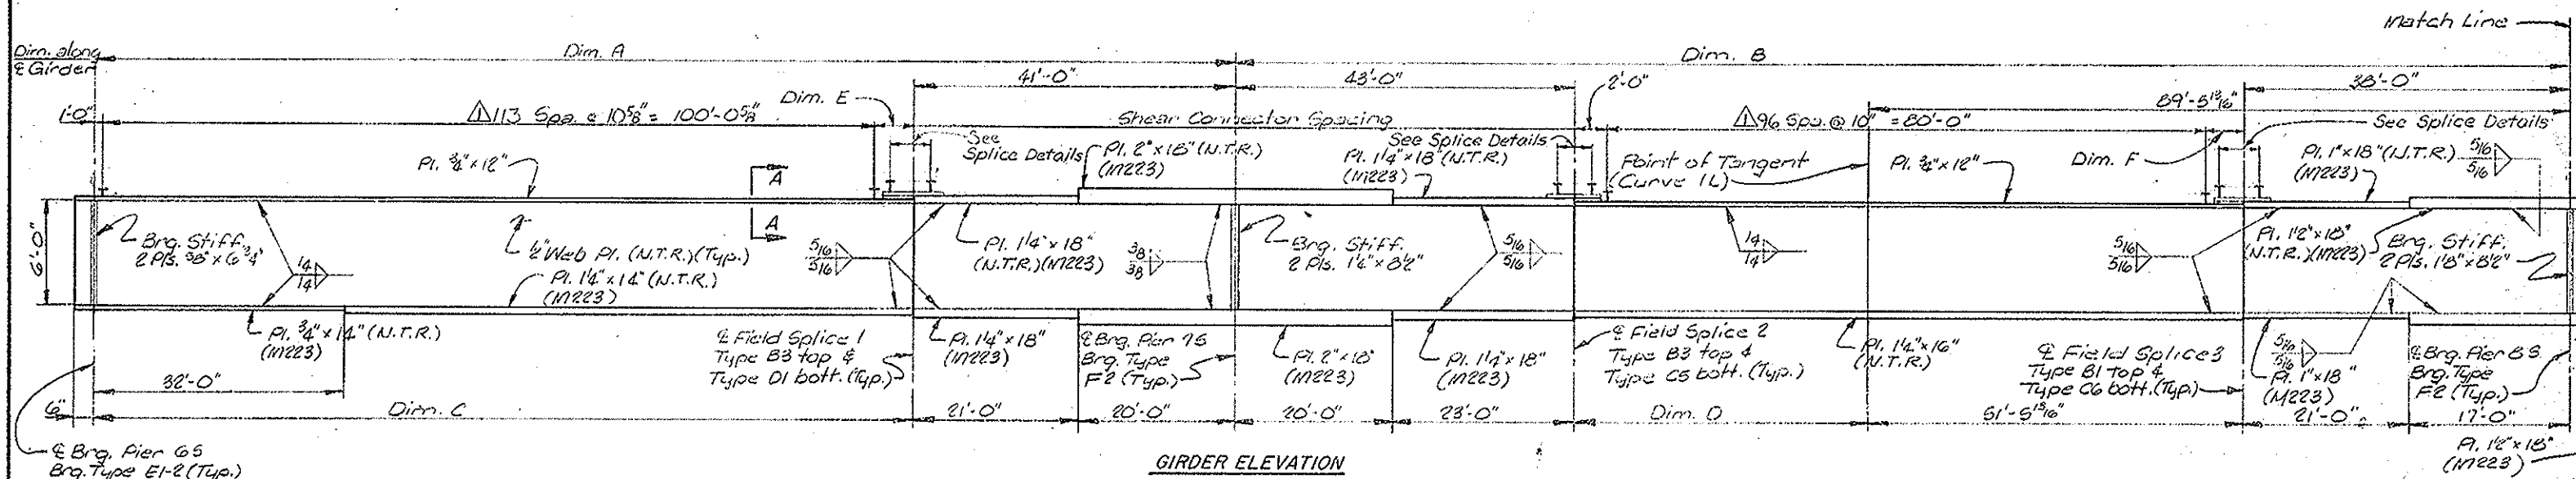 Match Line
Dim. along
℄ Girder
Dim. A
Dim. B
41'-0"
43'-0"
2'-0"
38'-0"
89'-5 13/16"
1'-0"
△1 113 Spa. @ 10 5/8" = 100'-0 5/8"
Dim. E
Shear Connector Spacing
△1 96 Spa. @ 10" = 80'-0"
See Splice Details
See
Splice Details
See Splice Details
Pl. 3/4" x 12"
A
A
Pl. 2" x 18" (N.T.R.)
(M223)
Pl. 1 1/4" x 18" (N.T.R.)
(M223)
Point of Tangent
(Curve 1L)
Pl. 3/4" x 12"
Dim. F
Pl. 1" x 18" (N.T.R.)
(M223)
5/16
5/16
6'-0"
Brg. Stiff.
2 Pls. 5/8" x 6 3/4"
1/4
1/4
1/2" Web Pl. (N.T.R.) (Typ.)
Pl. 1 1/4" x 14" (N.T.R.)
(M223)
5/16
5/16
Pl. 1 1/4" x 18"
(N.T.R.) (M223)
3/8
3/8
Brg. Stiff.
2 Pls. 1 1/4" x 8 1/2"
5/16
5/16
1/4
1/4
5/16
5/16
Pl. 1 1/2" x 18"
(N.T.R.) (M223)
Brg. Stiff.
2 Pls. 1 1/8" x 8 1/2"
Pl. 3/4" x 14" (N.T.R.)
(M223)
℄ Field Splice 1
Type B3 top &
Type D1 bott. (Typ.)
Pl. 1 1/4" x 18"
(M223)
℄ Brg. Pier 7S
Brg. Type
F2 (Typ.)
Pl. 2" x 18"
(M223)
Pl. 1 1/4" x 18"
(M223)
℄ Field Splice 2
Type B3 top &
Type C5 bott. (Typ.)
Pl. 1 1/4" x 16"
(N.T.R.)
℄ Field Splice 3
Type B1 top &
Type C6 bott. (Typ.)
5/16
5/16
Pl. 1" x 18"
(M223)
℄ Brg. Pier 8S
Brg. Type
F2 (Typ.)
32'-0"
6"
Dim. C
21'-0"
20'-0"
20'-0"
23'-0"
Dim. D
51'-5 13/16"
21'-0"
17'-0"
℄ Brg. Pier 6S
Brg. Type E1-2 (Typ.)
Pl. 1 1/2" x 18"
(M223)
GIRDER ELEVATION